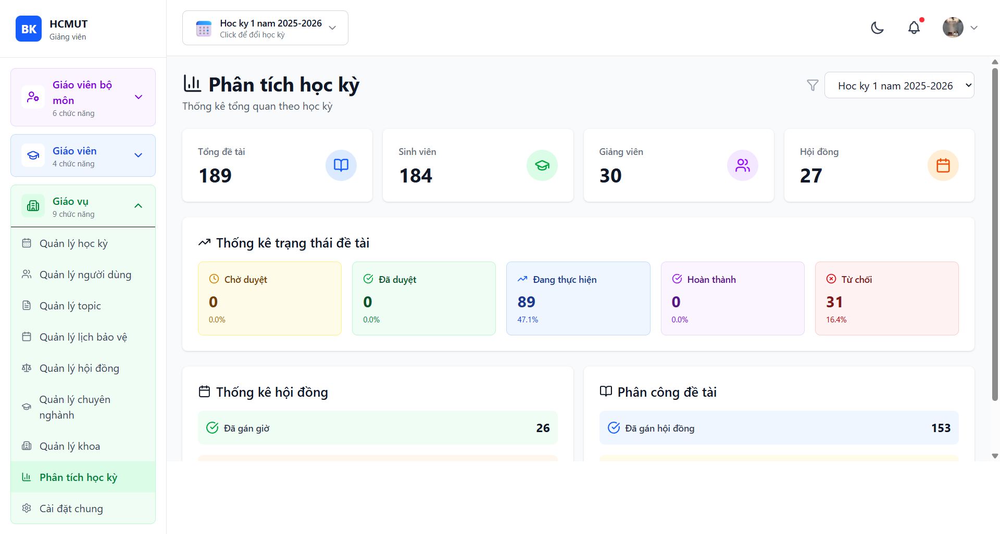 BK
HCMUT
Giảng viên
Hoc ky 1 nam 2025-2026
Click để đổi học kỳ
Giáo viên bộ
môn
6 chức năng
Giáo viên
4 chức năng
Giáo vụ
9 chức năng
Quản lý học kỳ
Quản lý người dùng
Quản lý topic
Quản lý lịch bảo vệ
Quản lý hội đồng
Quản lý chuyên
nghành
Quản lý khoa
Phân tích học kỳ
Cài đặt chung
Phân tích học kỳ
Thống kê tổng quan theo học kỳ
Hoc ky 1 nam 2025-2026
Tổng đề tài
189
Sinh viên
184
Giảng viên
30
Hội đồng
27
Thống kê trạng thái đề tài
Chờ duyệt
0
0.0%
Đã duyệt
0
0.0%
Đang thực hiện
89
47.1%
Hoàn thành
0
0.0%
Từ chối
31
16.4%
Thống kê hội đồng
Đã gán giờ
26
Phân công đề tài
Đã gán hội đồng
153